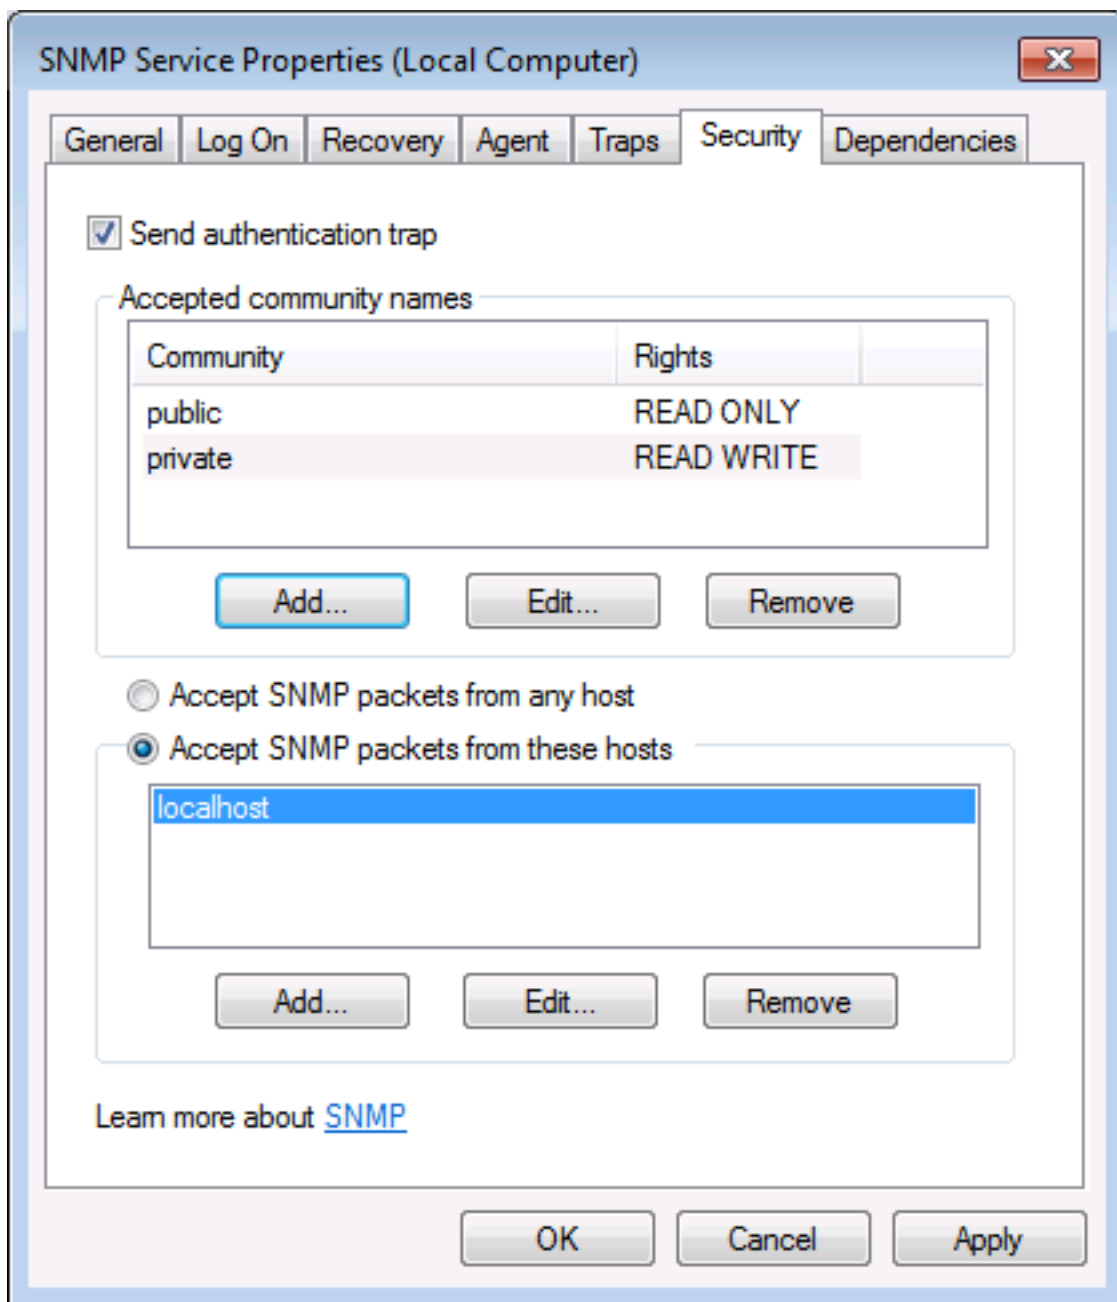 SNMP Service Properties (Local Computer)
General Log On Recovery Agent Traps Security Dependencies
Send authentication trap
Accepted community names
Community Rights
public READ ONLY
private READ WRITE
Add... Edit... Remove
Accept SNMP packets from any host
Accept SNMP packets from these hosts
localhost
Add... Edit... Remove
Learn more about SNMP
OK Cancel Apply